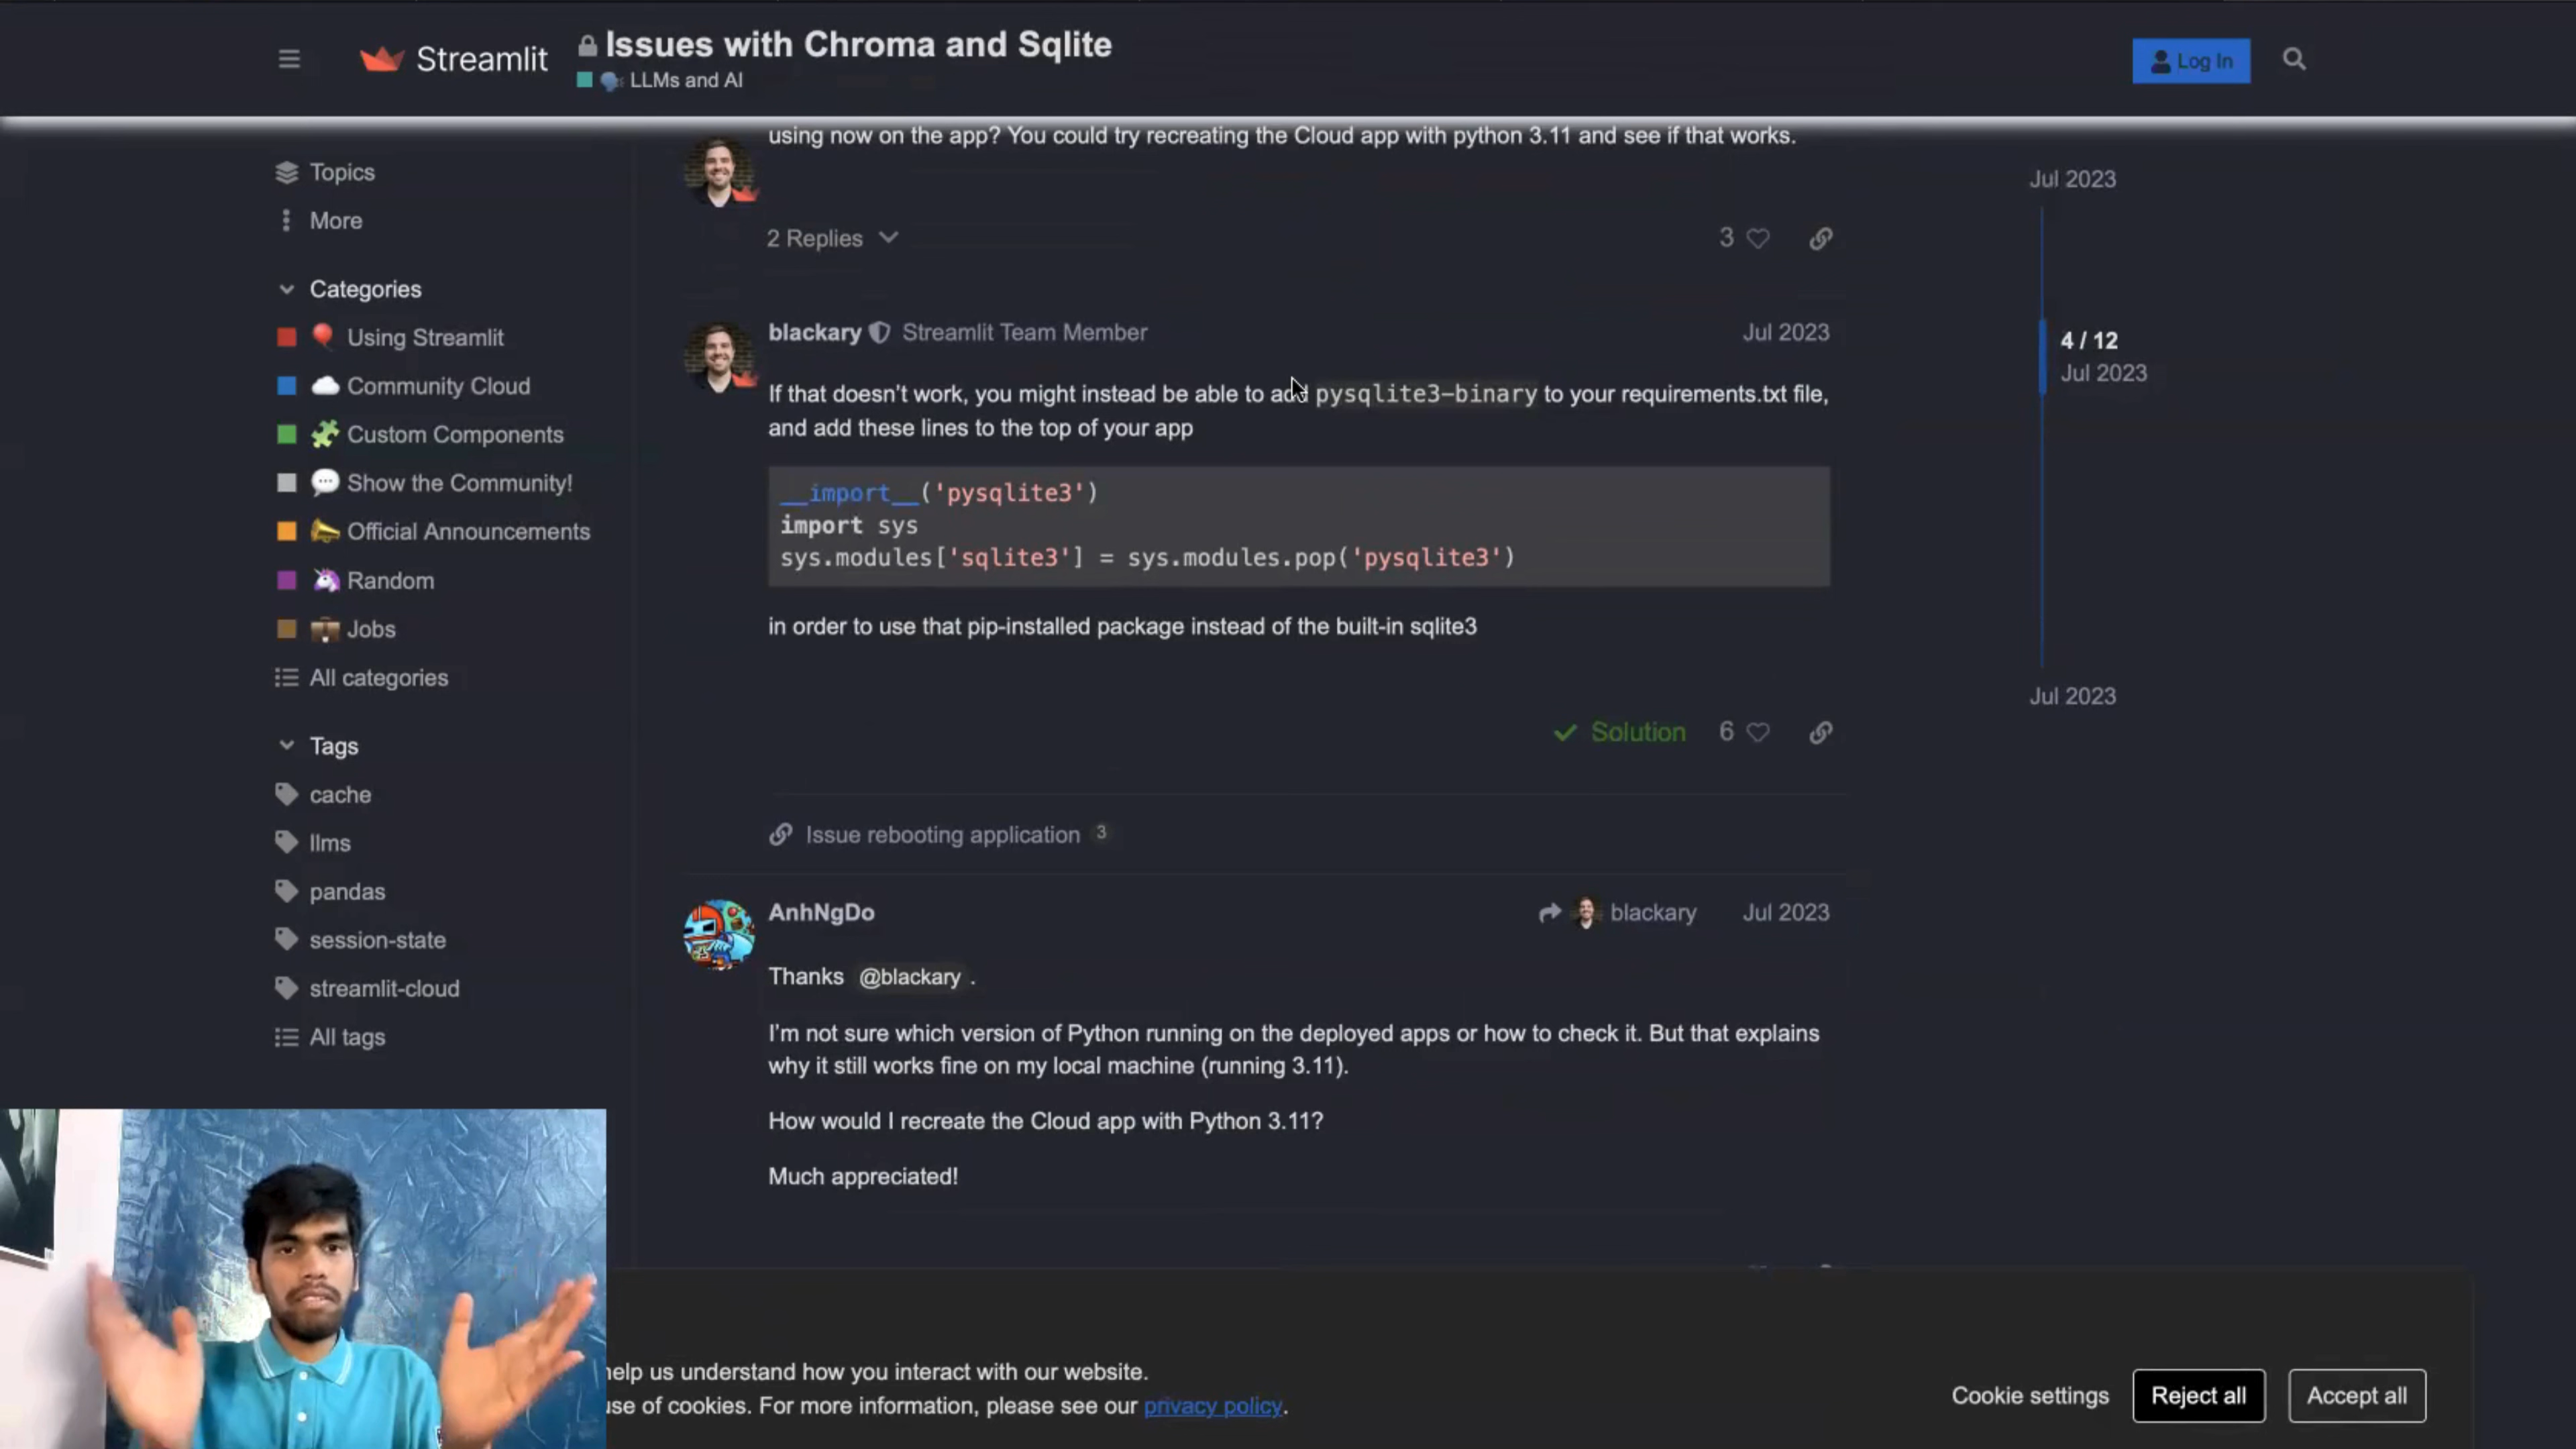 Streamlit
Issues with Chroma and Sqlite
LLMs and AI
Log In
Topics
More
Categories
Using Streamlit
Community Cloud
Custom Components
Show the Community!
Official Announcements
Random
Jobs
All categories
Tags
cache
llms
pandas
session-state
streamlit-cloud
All tags
using now on the app? You could try recreating the Cloud app with python 3.11 and see if that works.
2 Replies
3
blackary Streamlit Team Member Jul 2023
If that doesn’t work, you might instead be able to add pysqlite3-binary to your requirements.txt file,
and add these lines to the top of your app
__import__('pysqlite3')
import sys
sys.modules['sqlite3'] = sys.modules.pop('pysqlite3')
in order to use that pip-installed package instead of the built-in sqlite3
Solution 6
Issue rebooting application 3
AnhNgDo blackary Jul 2023
Thanks @blackary .
I’m not sure which version of Python running on the deployed apps or how to check it. But that explains
why it still works fine on my local machine (running 3.11).
How would I recreate the Cloud app with Python 3.11?
Much appreciated!
Jul 2023
4 / 12
Jul 2023
Jul 2023
help us understand how you interact with our website.
use of cookies. For more information, please see our privacy policy.
Cookie settings
Reject all
Accept all